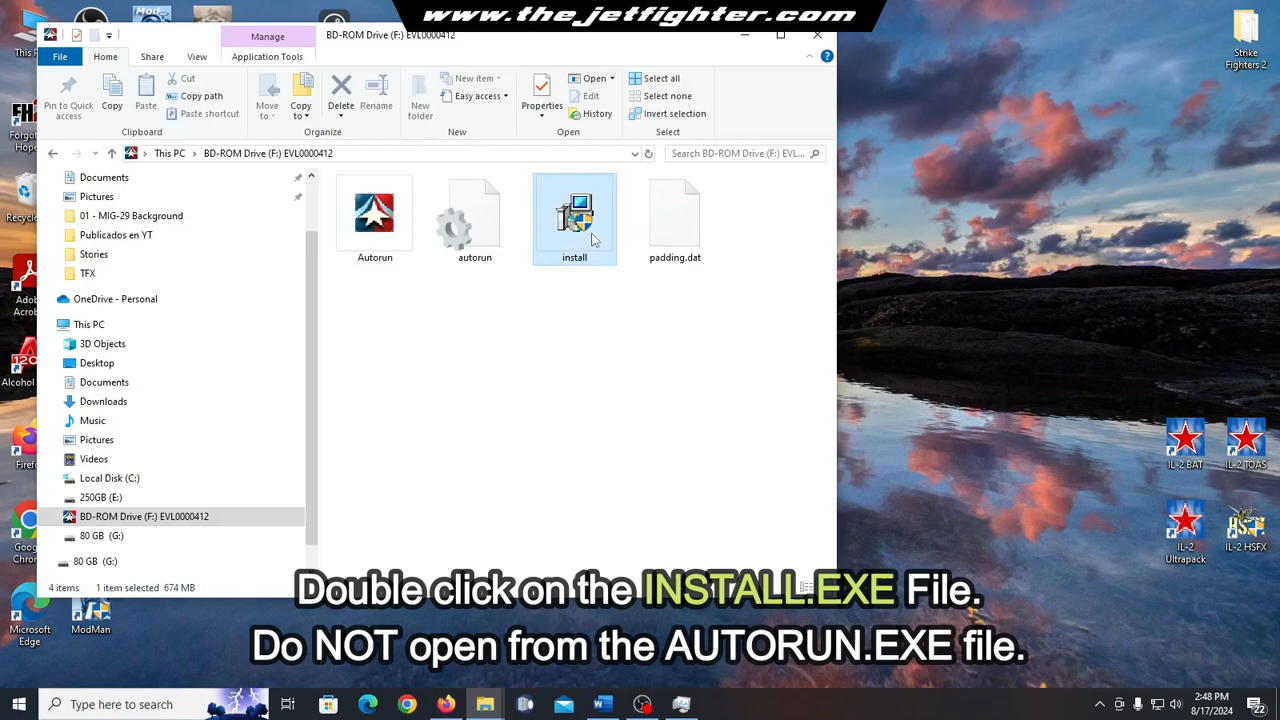 www.thejetfighter.com
Manage
BD-ROM Drive (F:) EVL0000412
File
Home
Share
View
Application Tools
Pin to Quick access
Copy
Paste
Cut
Copy path
Paste shortcut
Move to
Copy to
Delete
Rename
New folder
New item
Easy access
Properties
Open
Edit
History
Select all
Select none
Invert selection
Clipboard
Organize
New
Open
Select
This PC
BD-ROM Drive (F:) EVL0000412
Search BD-ROM Drive (F:) EVL...
Documents
Pictures
01 - MIG-29 Background
Publicados en YT
Stories
TFX
OneDrive - Personal
This PC
3D Objects
Desktop
Documents
Downloads
Music
Pictures
Videos
Local Disk (C:)
250GB (E:)
BD-ROM Drive (F:) EVL0000412
80 GB (G:)
80 GB (G:)
Autorun
autorun
install
padding.dat
4 items
1 item selected 674 MB
Strike
Fighters 2
IL-2 BAT
IL-2 TOAS
IL-2
Ultrapack
IL-2 HSFX
Microsoft
Edge
ModMan
Double click on the INSTALL.EXE File.
Do NOT open from the AUTORUN.EXE file.
Type here to search
2:48 PM
8/17/2024
22